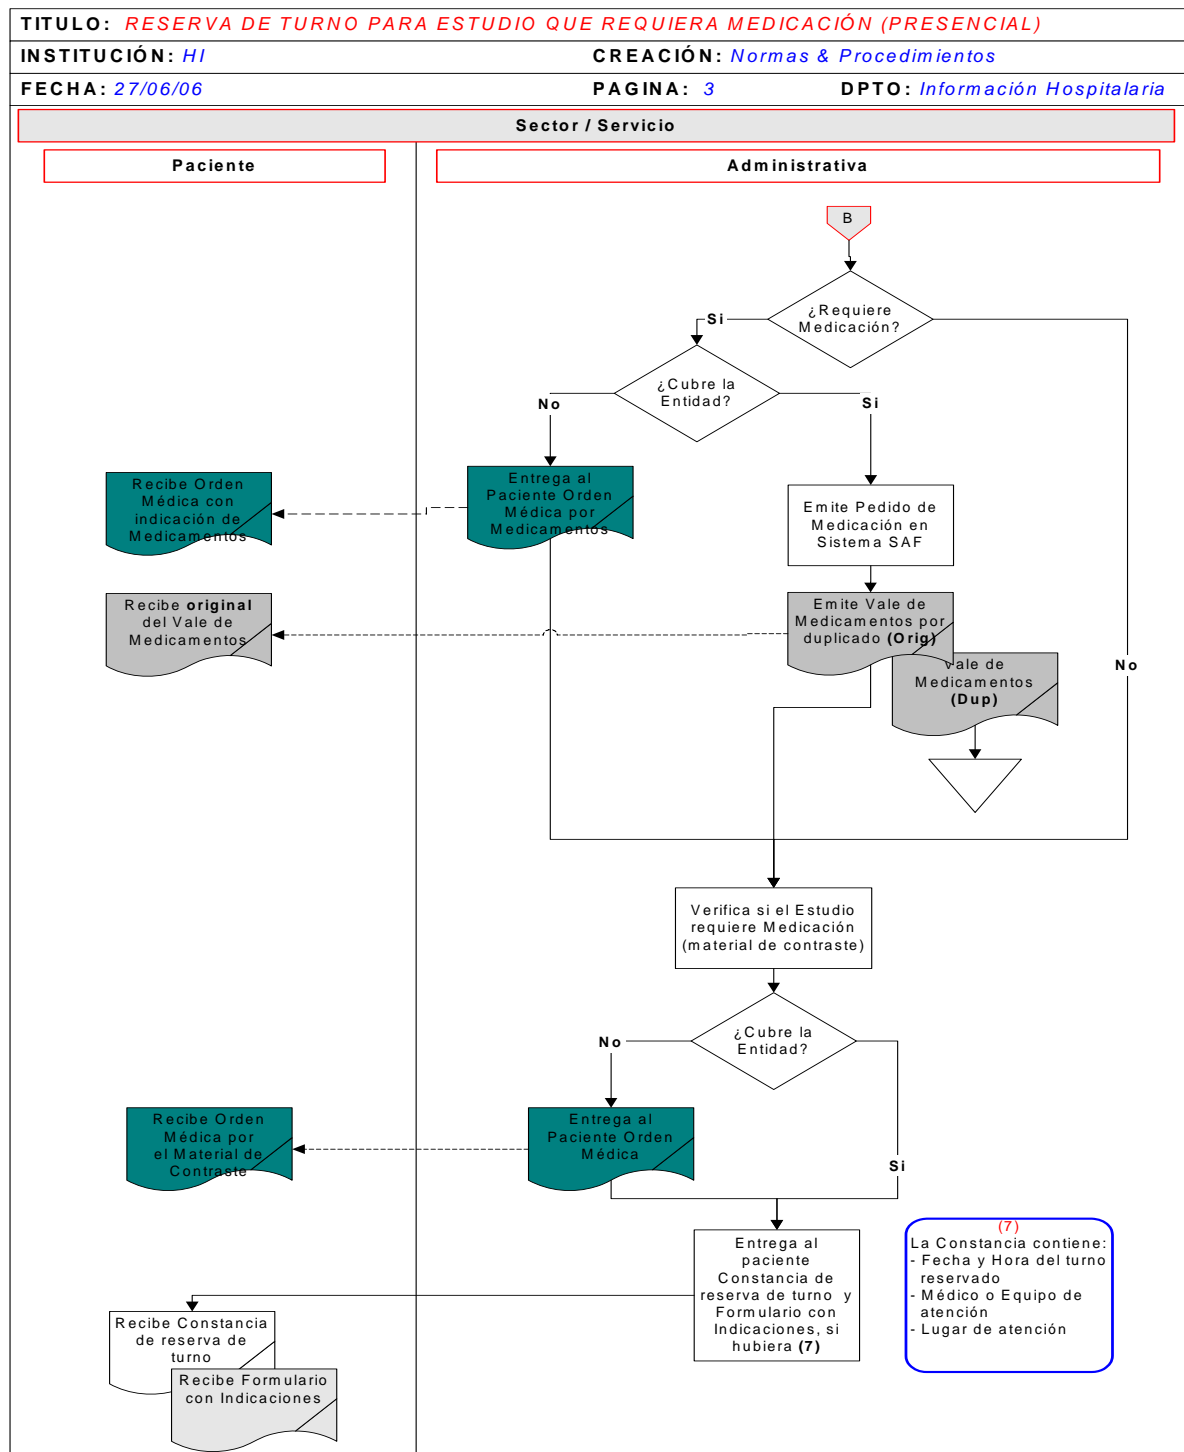 TITULO: RESERVA DE TURNO PARA ESTUDIO QUE REQUIERA MEDICACIÓN (PRESENCIAL)
INSTITUCIÓN: HI CREACIÓN: Normas & Procedimientos
FECHA: 27/06/06 PAGINA: 3 DPTO: Información Hospitalaria
Sector / Servicio
Paciente
Administrativa
B
¿Requiere
Medicación?
Si
¿Cubre la
Entidad?
No
Si
Recibe Orden
Médica con
indicación de
Medicamentos
Entrega al
Paciente Orden
Médica por
Medicamentos
Emite Pedido de
Medicación en
Sistema SAF
Recibe original
del Vale de
Medicamentos
Emite Vale de
Medicamentos por
duplicado (Orig)
Vale de
Medicamentos
(Dup)
No
Verifica si el Estudio
requiere Medicación
(material de contraste)
¿Cubre la
Entidad?
No
Recibe Orden
Médica por
el Material de
Contraste
Entrega al
Paciente Orden
Médica
Si
Entrega al
paciente
Constancia de
reserva de turno y
Formulario con
Indicaciones, si
hubiera (7)
(7)
La Constancia contiene:
- Fecha y Hora del turno
reservado
- Médico o Equipo de
atención
- Lugar de atención
Recibe Constancia
de reserva de
turno
Recibe Formulario
con Indicaciones